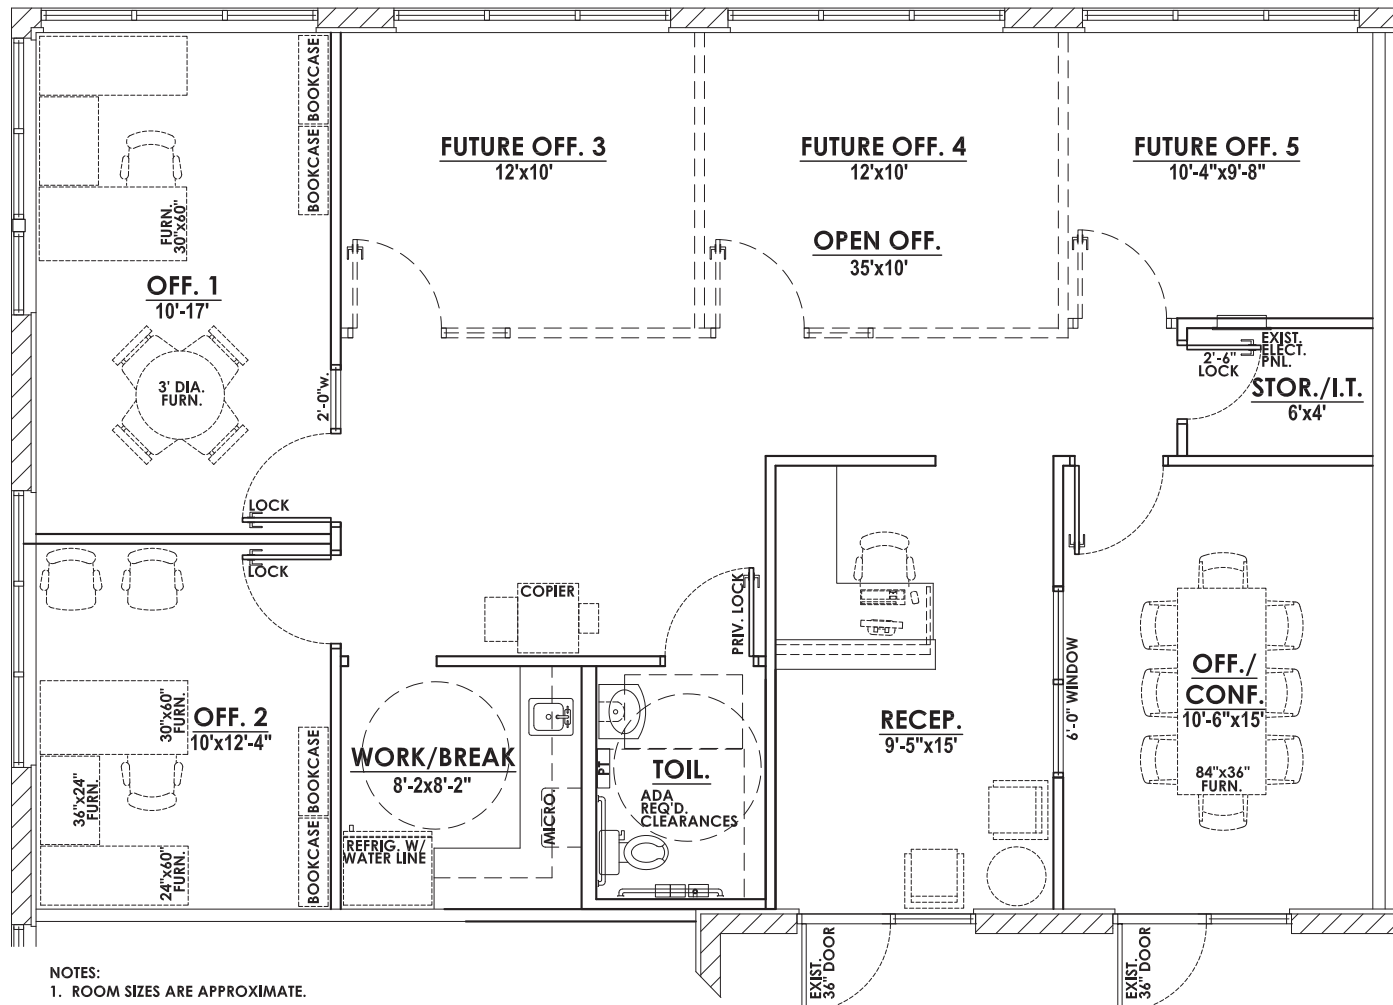 BOOKCASE
BOOKCASE
FURN.
30"x60"
OFF. 1
10'-17'
3' DIA.
FURN.
2'-0"w.
LOCK
FUTURE OFF. 3
12'x10'
FUTURE OFF. 4
12'x10'
OPEN OFF.
35'x10'
FUTURE OFF. 5
10'-4"x9'-8"
2'-6"
LOCK
EXIST.
ELECT.
PNL.
STOR./I.T.
6'x4'
LOCK
30"x60"
FURN.
OFF. 2
10'x12'-4"
36"x24"
FURN.
24"x60"
FURN.
BOOKCASE
BOOKCASE
COPIER
PRIV. LOCK
WORK/BREAK
8'-2x8'-2"
MICRO.
REFRIG. W/
WATER LINE
PT
TOIL.
ADA
REQ'D.
CLEARANCES
RECEP.
9'-5"x15'
6'-0" WINDOW
OFF./
CONF.
10'-6"x15'
84"x36"
FURN.
EXIST.
36" DOOR
EXIST.
36" DOOR
NOTES:
1. ROOM SIZES ARE APPROXIMATE.